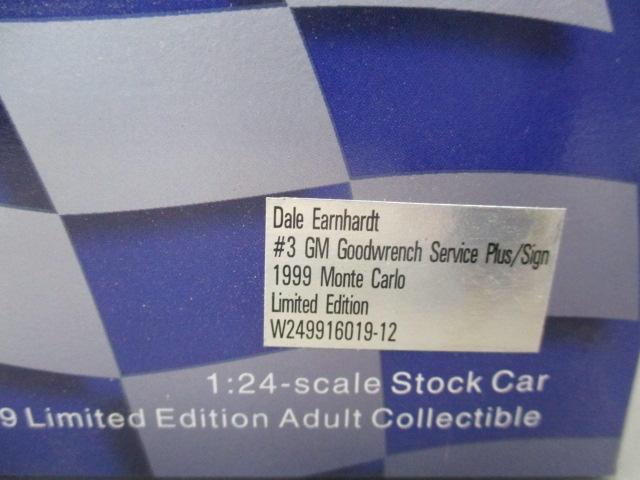 Dale Earnhardt
#3 GM Goodwrench Service Plus/Sign
1999 Monte Carlo
Limited Edition
W249916019-12
1:24-scale Stock Car
9 Limited Edition Adult Collectible